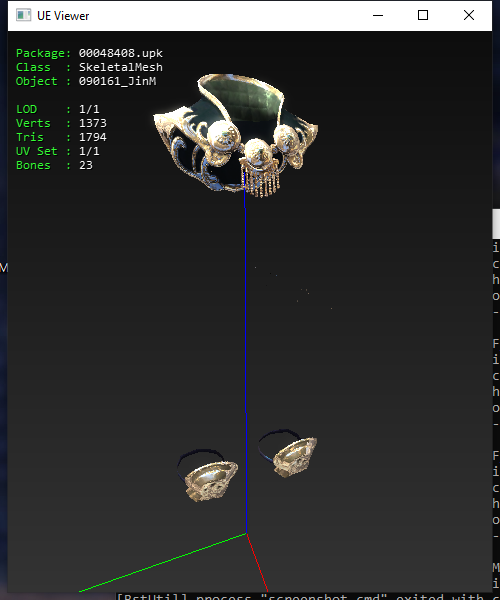 UE Viewer
Package: 00048408.upk
Class  : SkeletalMesh
Object : 090161_JinM
LOD    : 1/1
Verts  : 1373
Tris   : 1794
UV Set : 1/1
Bones  : 23
M
i
c
h
o
-
F
i
c
h
o
-
F
i
c
h
o
-
M
i
[BstUtil] process "screenshot.cmd" exited with c